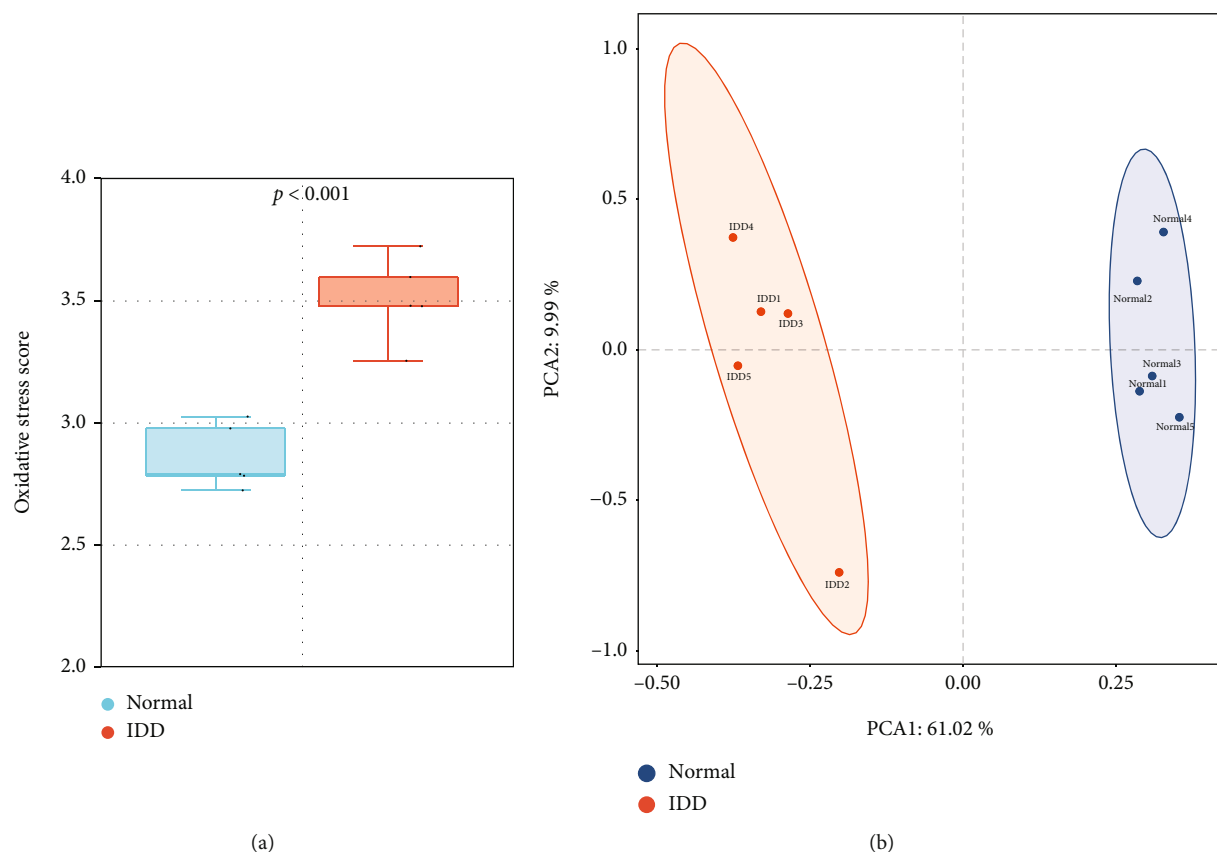 4.0
3.5
3.0
2.5
2.0
Oxidative stress score
p < 0.001
Normal
IDD
(a)
1.0
0.5
0.0
−0.5
−1.0
PCA2: 9.99 %
IDD4
IDD1
IDD3
IDD5
IDD2
Normal4
Normal2
Normal3
Normal1
Normal5
−0.50
−0.25
0.00
0.25
PCA1: 61.02 %
Normal
IDD
(b)